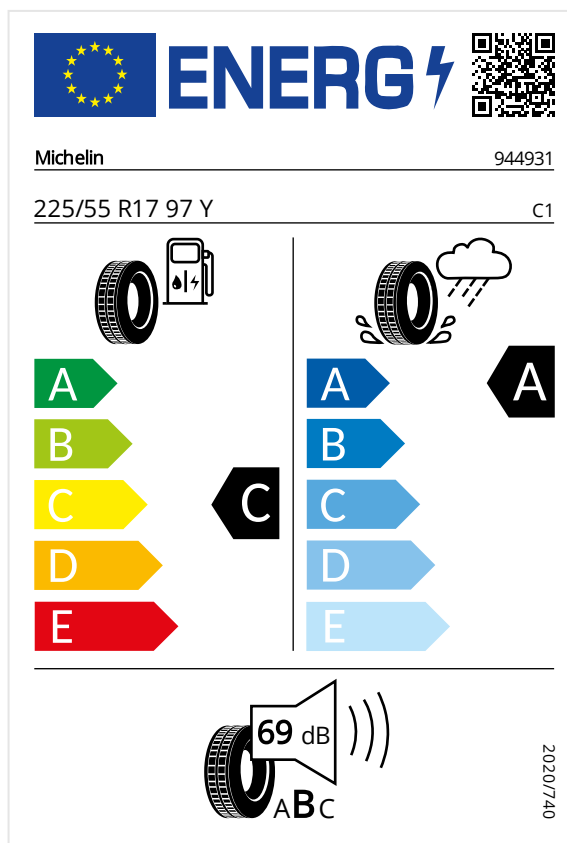 ENERG
Michelin 944931
225/55 R17 97 Y C1
A A A
B B
C C C
D D
E E
69 dB
ABC
2020/740